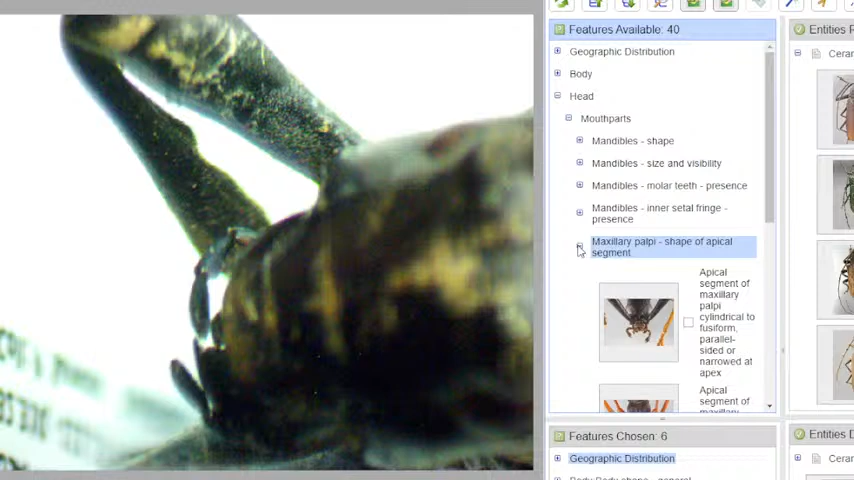 Features Available: 40
Entities
Geographic Distribution
Body
Head
Mouthparts
Mandibles - shape
Mandibles - size and visibility
Mandibles - molar teeth - presence
Mandibles - inner setal fringe -
presence
Maxillary palpi - shape of apical
segment
Apical
segment of
maxillary
palpi
cylindrical to
fusiform,
parallel-
sided or
narrowed at
apex
Apical
segment of
Features Chosen: 6
Entities
Geographic Distribution